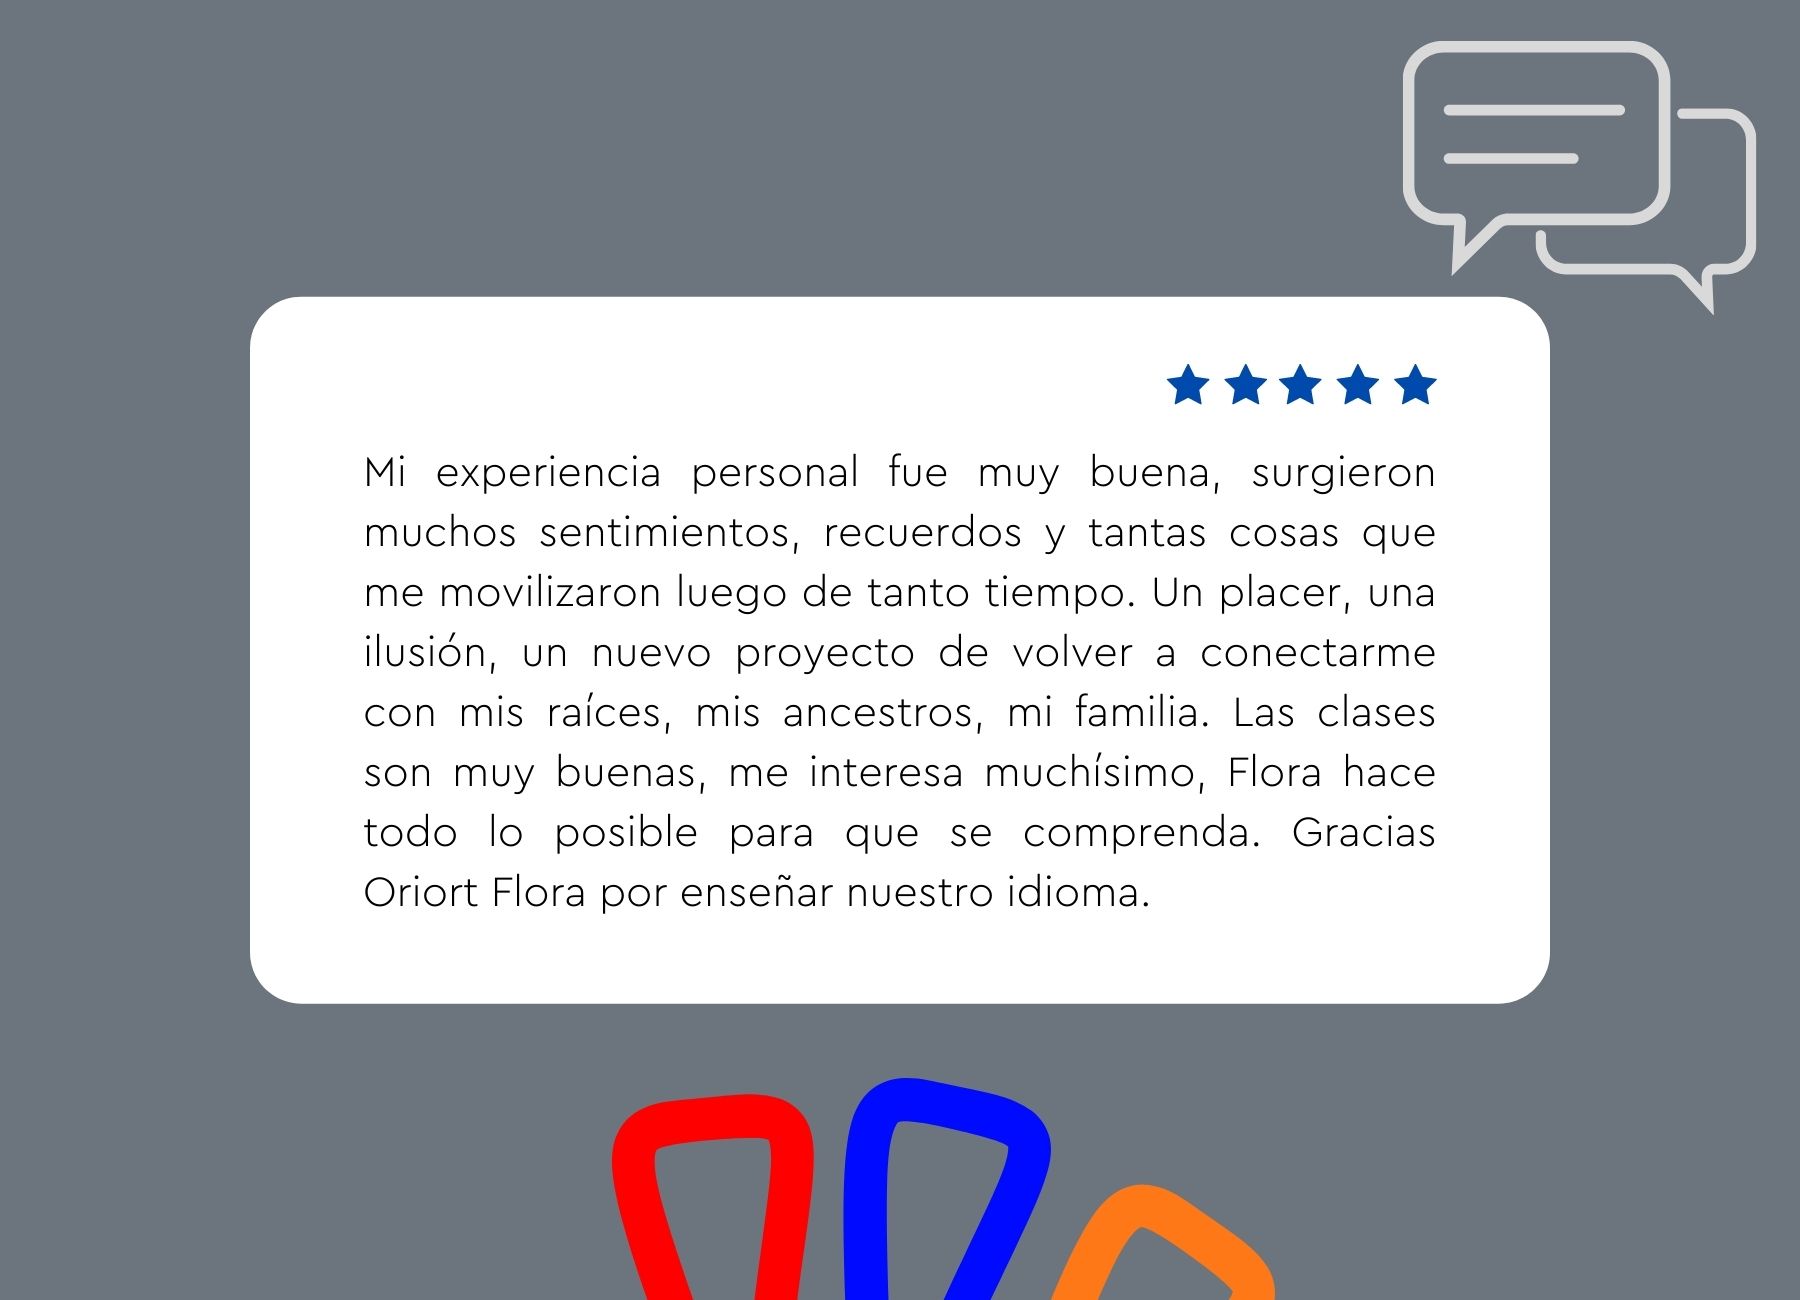 Mi experiencia personal fue muy buena, surgieron
muchos sentimientos, recuerdos y tantas cosas que
me movilizaron luego de tanto tiempo. Un placer, una
ilusión, un nuevo proyecto de volver a conectarme
con mis raíces, mis ancestros, mi familia. Las clases
son muy buenas, me interesa muchísimo, Flora hace
todo lo posible para que se comprenda. Gracias
Oriort Flora por enseñar nuestro idioma.